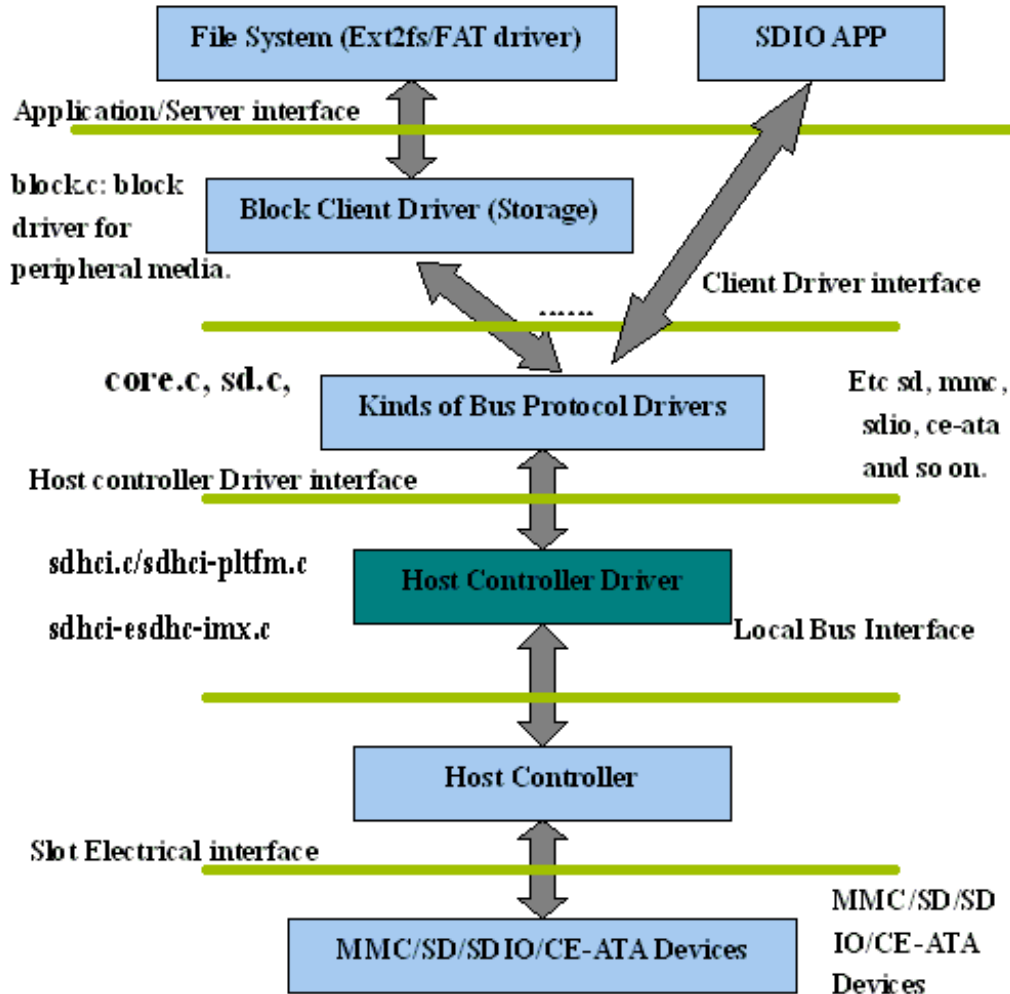 File System (Ext2fs/FAT driver)
SDIO APP
Application/Server interface
block.c: block
driver for
peripheral media.
Block Client Driver (Storage)
Client Driver interface
......
core.c, sd.c,
Kinds of Bus Protocol Drivers
Etc sd, mmc,
sdio, ce-ata
and so on.
Host controller Driver interface
sdhci.c/sdhci-pltfm.c
sdhci-esdhc-imx.c
Host Controller Driver
Local Bus Interface
Host Controller
Slot Electrical interface
MMC/SD/SDIO/CE-ATA Devices
MMC/SD/SD
IO/CE-ATA
Devices